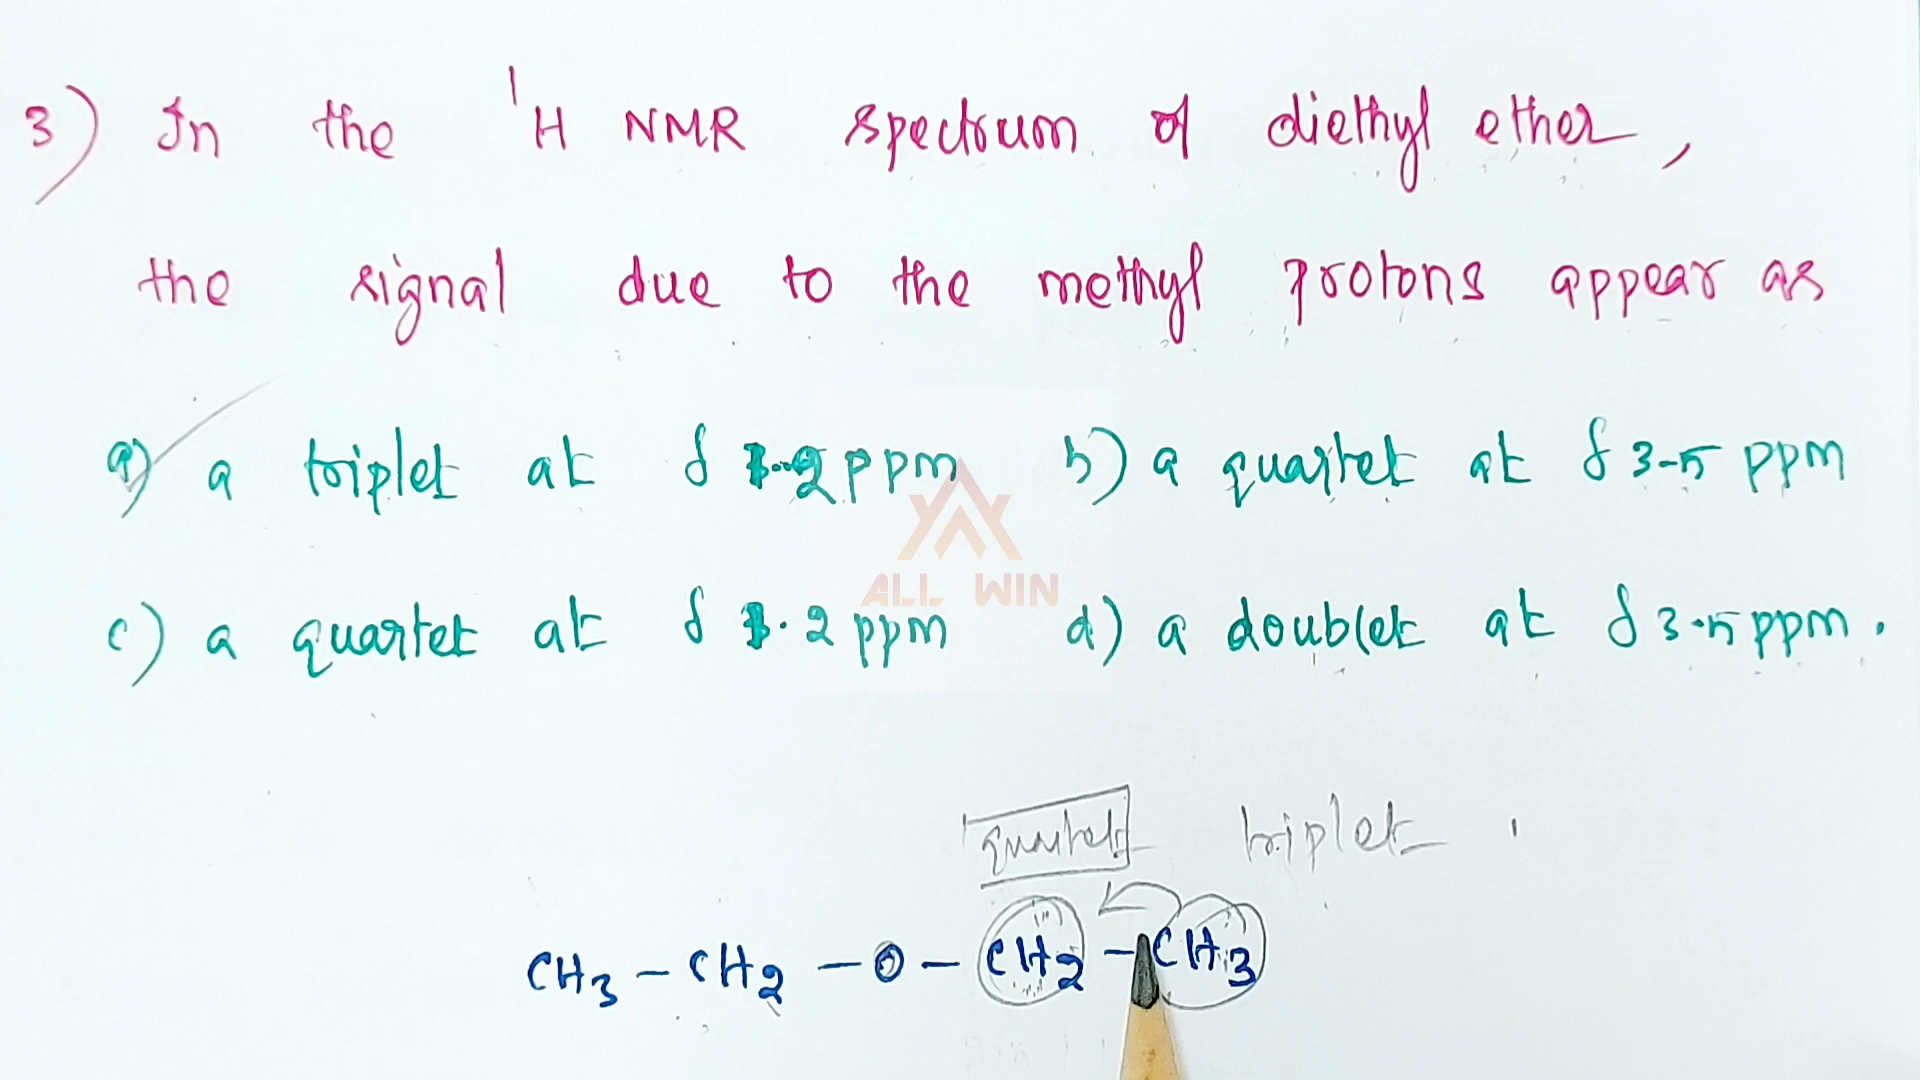 3) In the ¹H NMR spectrum of diethyl ether,
the signal due to the methyl protons appear as
a) a triplet at δ 1.2 ppm b) a quartet at δ 3.5 ppm
ALL WIN
c) a quartet at δ 1.2 ppm d) a doublet at δ 3.5 ppm.
quartet triplet
CH3 - CH2 - O - CH2 - CH3